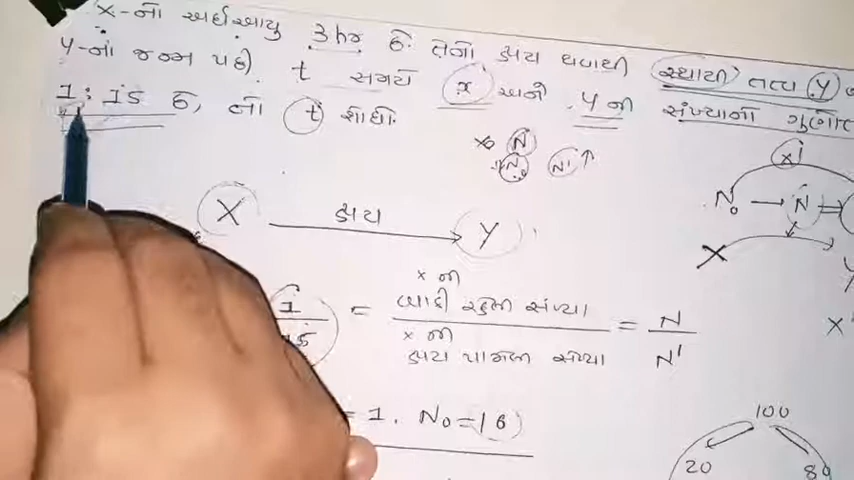 x-નો અર્ધઆયુ 3hr છે. તેનો ક્ષય થવાથી સ્થાયી તત્વ y
y-નો જન્મ પછી. t સમયે x અને y ની સંખ્યાનો
1:15 છે, તો t શોધો.
x N
N N'↑
X ક્ષય Y
N₀ → N
x'
X
1/15 = x ની બાકી રહેલી સંખ્યા / x ની ક્ષય પામેલી સંખ્યા = N/N'
= 1. N₀=16
100
20 80